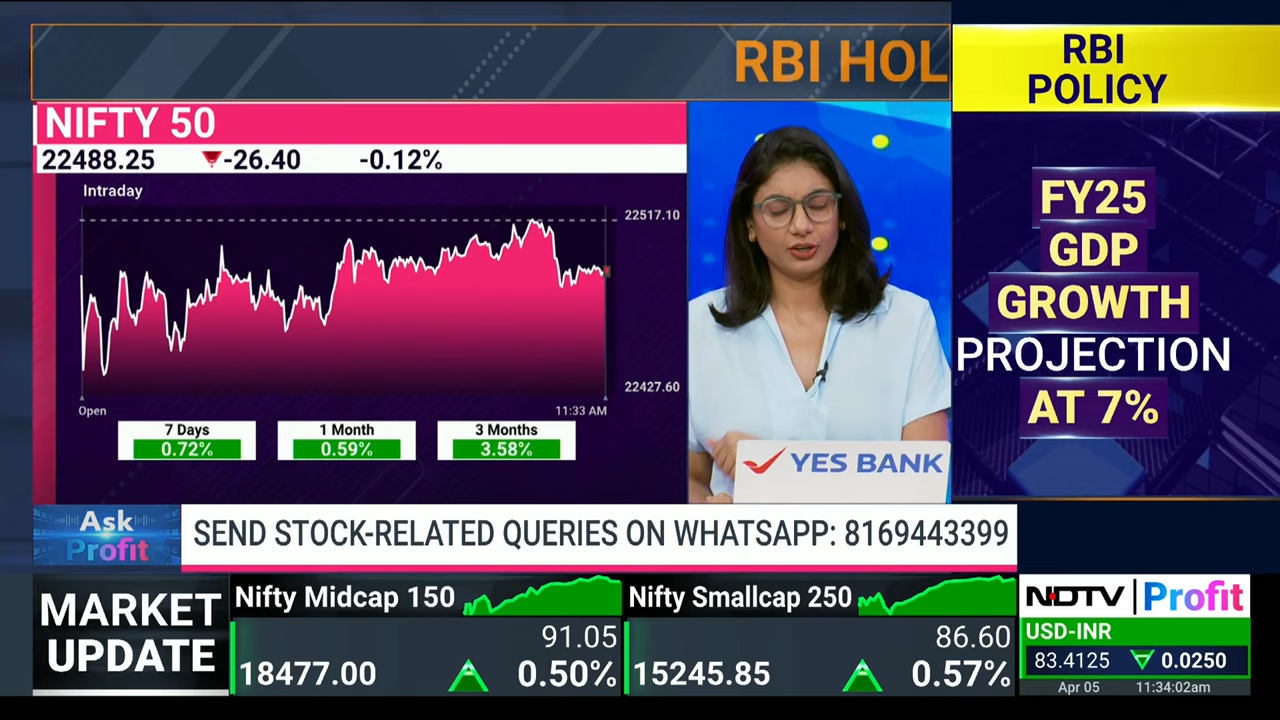 RBI HOL
RBI
POLICY
NIFTY 50
22488.25 -26.40 -0.12%
Intraday
22517.10
22427.60
Open 11:33 AM
7 Days 1 Month 3 Months
0.72% 0.59% 3.58%
YES BANK
FY25
GDP
GROWTH
PROJECTION
AT 7%
Ask
Profit
SEND STOCK-RELATED QUERIES ON WHATSAPP: 8169443399
MARKET
UPDATE
Nifty Midcap 150
91.05
18477.00 0.50%
Nifty Smallcap 250
86.60
15245.85 0.57%
NDTV Profit
USD-INR
83.4125 0.0250
Apr 05 11:34:02am